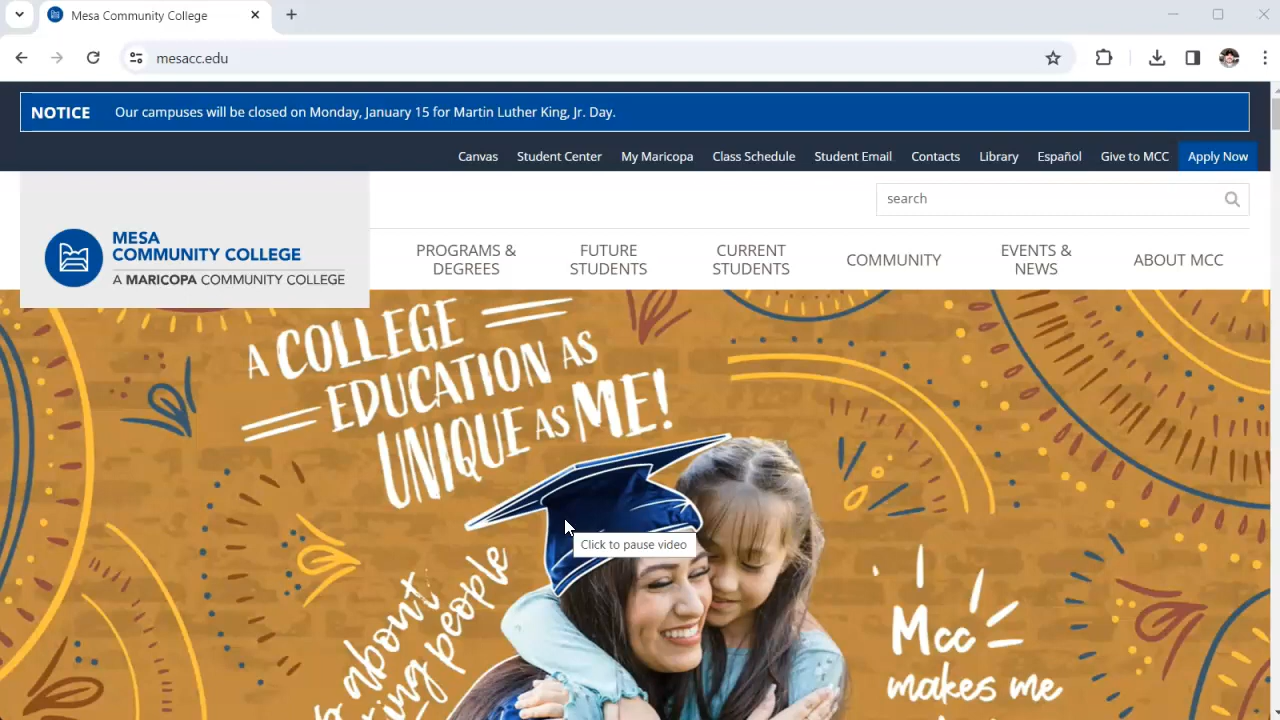 Mesa Community College
mesacc.edu
NOTICE Our campuses will be closed on Monday, January 15 for Martin Luther King, Jr. Day.
Canvas Student Center My Maricopa Class Schedule Student Email Contacts Library Español Give to MCC Apply Now
search
MESA
COMMUNITY COLLEGE
A MARICOPA COMMUNITY COLLEGE
PROGRAMS &
DEGREES
FUTURE
STUDENTS
CURRENT
STUDENTS
COMMUNITY
EVENTS &
NEWS
ABOUT MCC
A COLLEGE
EDUCATION AS
UNIQUE AS ME!
Click to pause video
about
people
Mcc
makes me